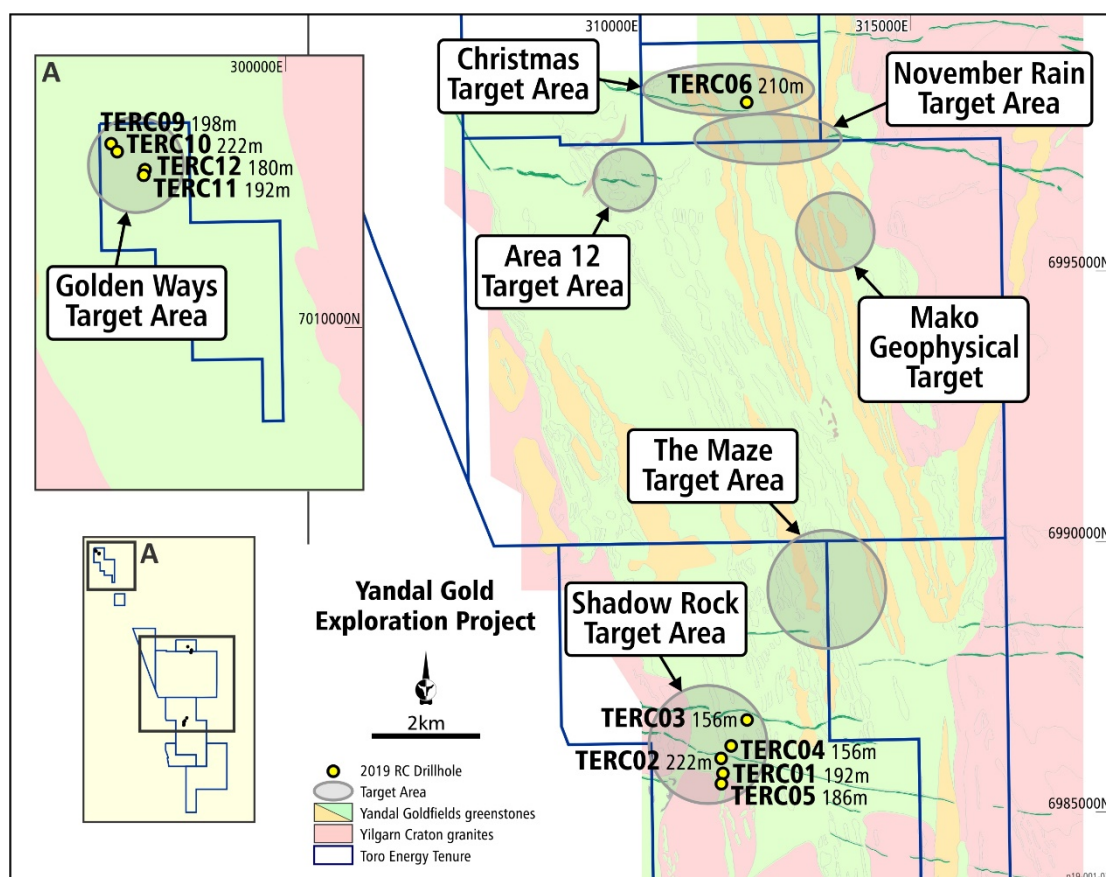 A
300000E
TERC09 198m
TERC10 222m
TERC12 180m
TERC11 192m
Golden Ways
Target Area
7010000N
310000E
315000E
Christmas
Target Area
TERC06 210m
November Rain
Target Area
Area 12
Target Area
6995000N
Mako
Geophysical
Target
The Maze
Target Area
6990000N
A
Yandal Gold
Exploration Project
2km
Shadow Rock
Target Area
TERC03 156m
TERC04 156m
TERC02 222m
TERC01 192m
TERC05 186m
6985000N
2019 RC Drillhole
Target Area
Yandal Goldfields greenstones
Yilgarn Craton granites
Toro Energy Tenure